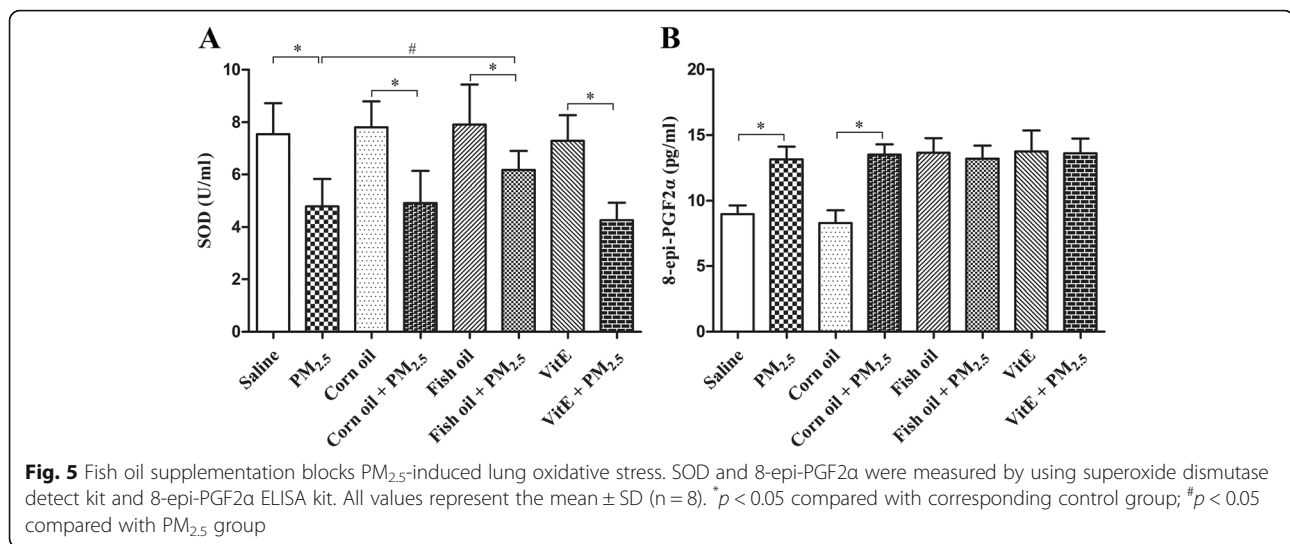 A
SOD (U/ml)
10
8
6
4
2
0
*
#
*
*
*
Saline
PM2.5
Corn oil
Corn oil + PM2.5
Fish oil
Fish oil + PM2.5
VitE
VitE + PM2.5
B
8-epi-PGF2α (pg/ml)
20
15
10
5
0
*
*
Saline
PM2.5
Corn oil
Corn oil + PM2.5
Fish oil
Fish oil + PM2.5
VitE
VitE + PM2.5
Fig. 5 Fish oil supplementation blocks PM2.5-induced lung oxidative stress. SOD and 8-epi-PGF2α were measured by using superoxide dismutase
detect kit and 8-epi-PGF2α ELISA kit. All values represent the mean ± SD (n = 8). *p < 0.05 compared with corresponding control group; #p < 0.05
compared with PM2.5 group